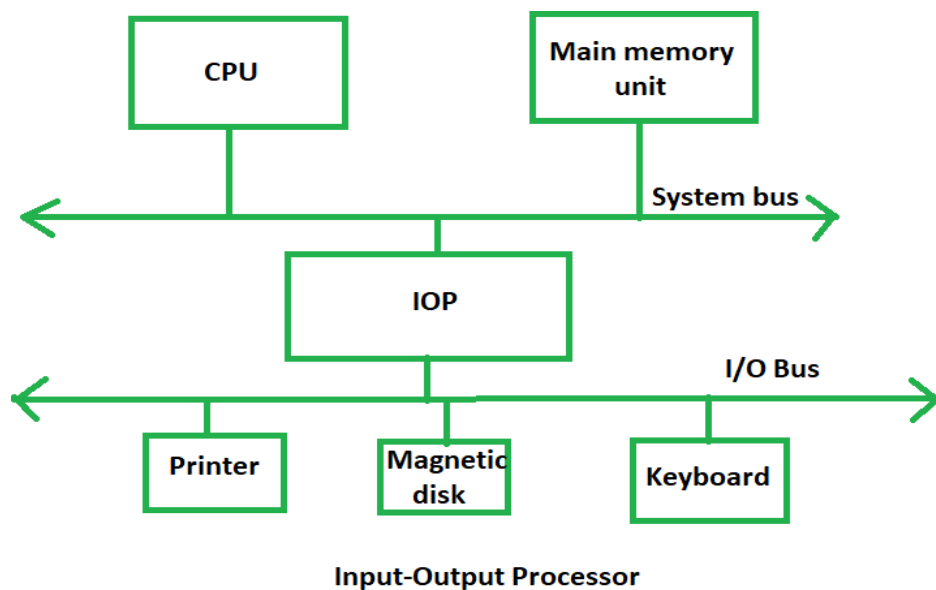 CPU
Main memory
unit
System bus
IOP
I/O Bus
Printer
Magnetic
disk
Keyboard
Input-Output Processor